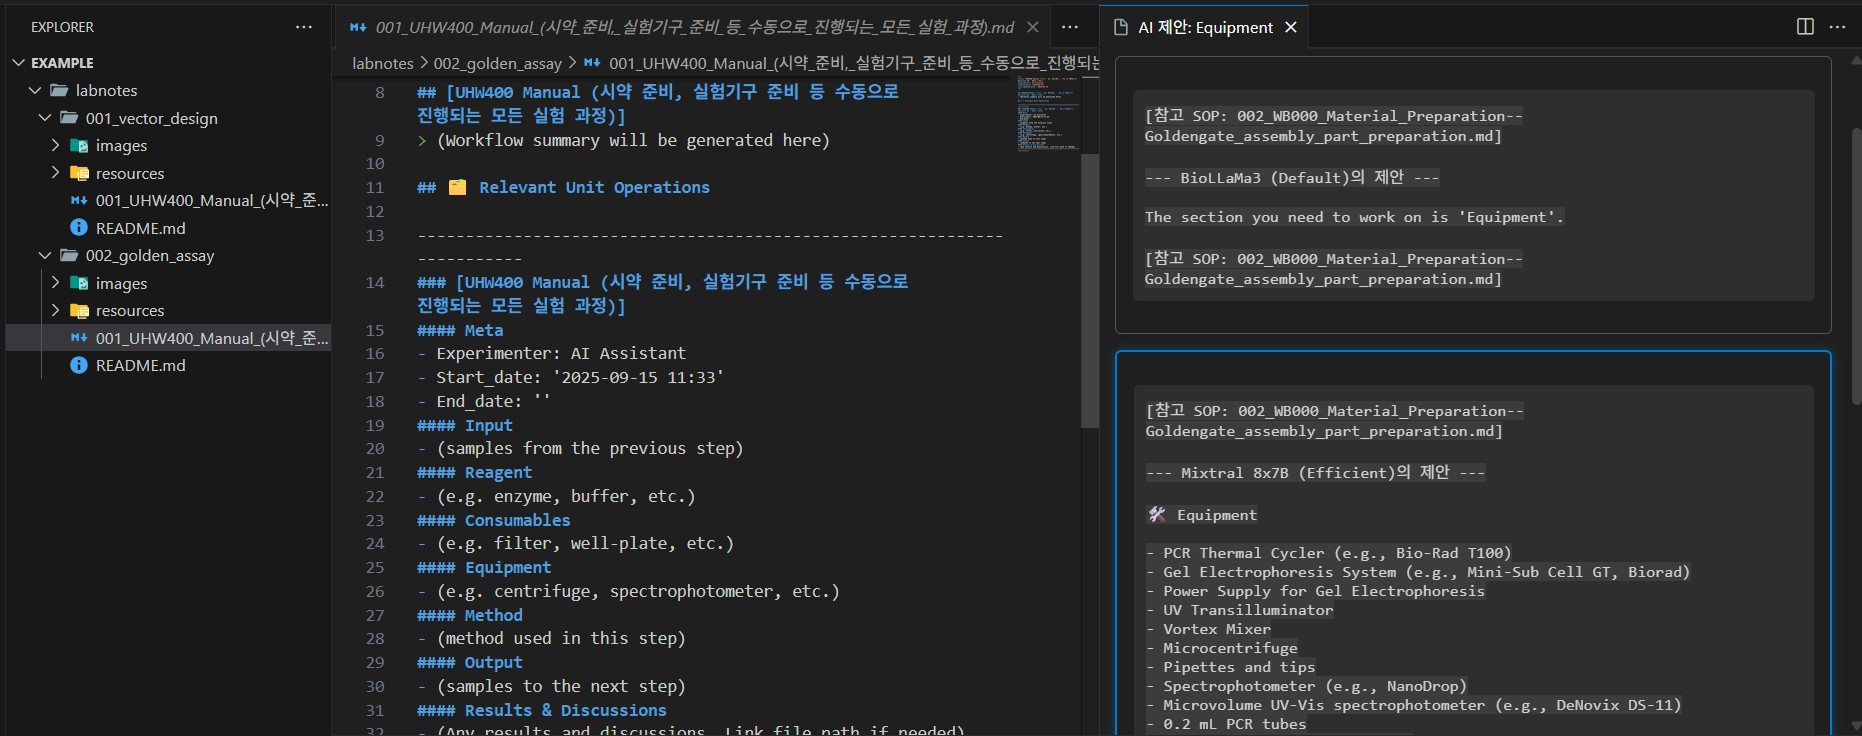 EXPLORER
EXAMPLE
labnotes
001_vector_design
images
resources
001_UHW400_Manual_(시약_준...
README.md
002_golden_assay
images
resources
001_UHW400_Manual_(시약_준...
README.md
001_UHW400_Manual_(시약_준비,_실험기구_준비_등_수동으로_진행되는_모든_실험_과정).md
labnotes > 002_golden_assay > 001_UHW400_Manual_(시약_준비,_실험기구_준비_등_수동으로_진행되는
8 ## [UHW400 Manual (시약 준비, 실험기구 준비 등 수동으로
진행되는 모든 실험 과정)]
9 > (Workflow summary will be generated here)
10
11 ## 🗂️ Relevant Unit Operations
12
13 -------------------------------------------------------------
-----------
14 ### [UHW400 Manual (시약 준비, 실험기구 준비 등 수동으로
진행되는 모든 실험 과정)]
15 #### Meta
16 - Experimenter: AI Assistant
17 - Start_date: '2025-09-15 11:33'
18 - End_date: ''
19 #### Input
20 - (samples from the previous step)
21 #### Reagent
22 - (e.g. enzyme, buffer, etc.)
23 #### Consumables
24 - (e.g. filter, well-plate, etc.)
25 #### Equipment
26 - (e.g. centrifuge, spectrophotometer, etc.)
27 #### Method
28 - (method used in this step)
29 #### Output
30 - (samples to the next step)
31 #### Results & Discussions
32 - (Any results and discussions. Link file path if needed)
AI 제안: Equipment
[참고 SOP: 002_WB000_Material_Preparation--
Goldengate_assembly_part_preparation.md]
--- BioLLaMa3 (Default)의 제안 ---
The section you need to work on is 'Equipment'.
[참고 SOP: 002_WB000_Material_Preparation--
Goldengate_assembly_part_preparation.md]
[참고 SOP: 002_WB000_Material_Preparation--
Goldengate_assembly_part_preparation.md]
--- Mixtral 8x7B (Efficient)의 제안 ---
🛠️ Equipment
- PCR Thermal Cycler (e.g., Bio-Rad T100)
- Gel Electrophoresis System (e.g., Mini-Sub Cell GT, Biorad)
- Power Supply for Gel Electrophoresis
- UV Transilluminator
- Vortex Mixer
- Microcentrifuge
- Pipettes and tips
- Spectrophotometer (e.g., NanoDrop)
- Microvolume UV-Vis spectrophotometer (e.g., DeNovix DS-11)
- 0.2 mL PCR tubes